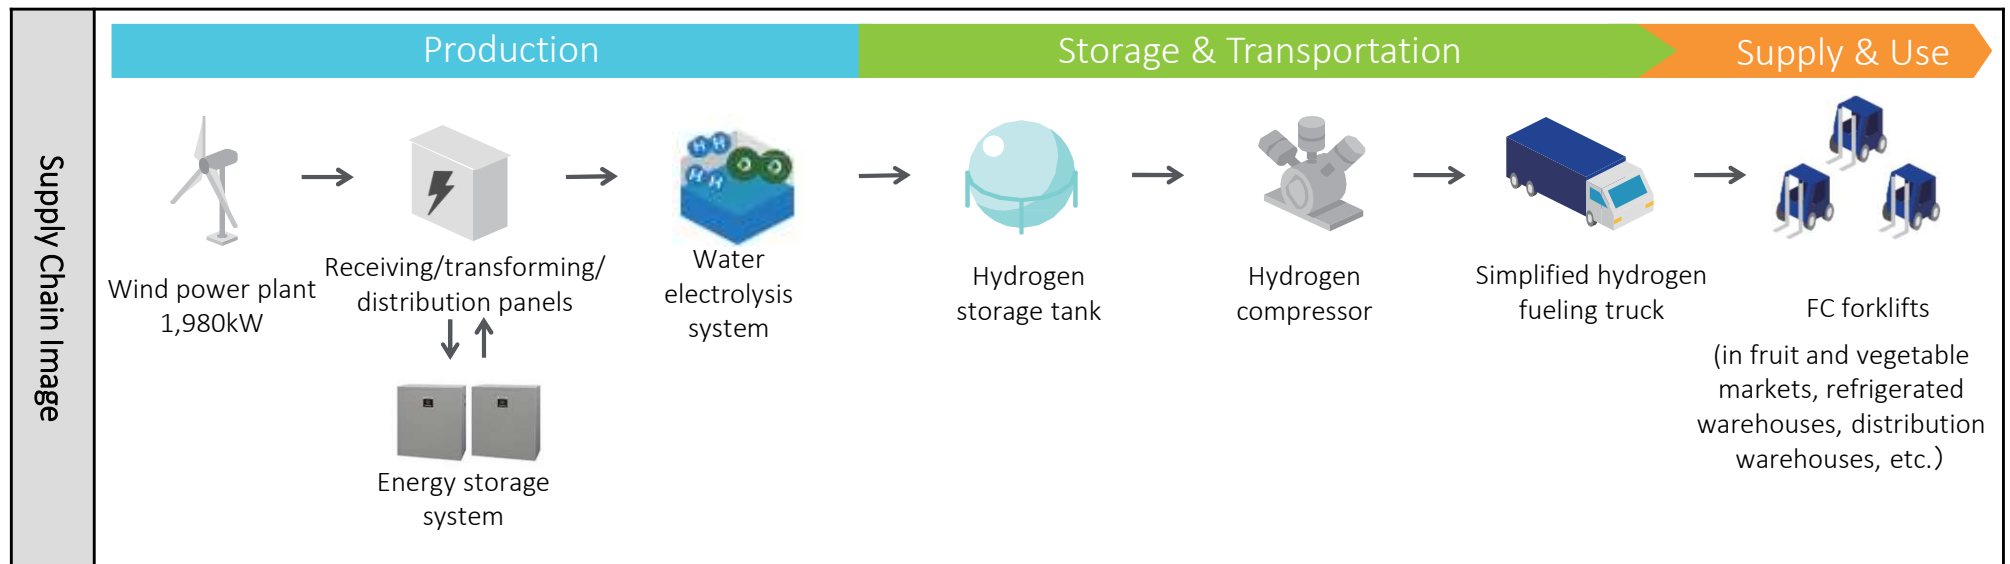 Supply Chain Image
Production
Storage & Transportation
Supply & Use
Wind power plant
1,980kW
Receiving/transforming/
distribution panels
Energy storage
system
Water
electrolysis
system
Hydrogen
storage tank
Hydrogen
compressor
Simplified hydrogen
fueling truck
FC forklifts
(in fruit and vegetable
markets, refrigerated
warehouses, distribution
warehouses, etc.)